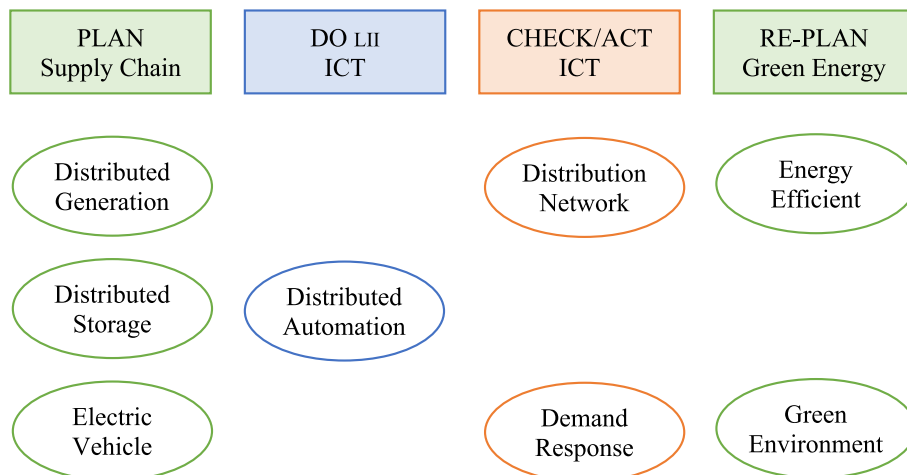 PLAN
Supply Chain
DO LII
ICT
CHECK/ACT
ICT
RE-PLAN
Green Energy
Distributed
Generation
Distribution
Network
Energy
Efficient
Distributed
Storage
Distributed
Automation
Electric
Vehicle
Demand
Response
Green
Environment